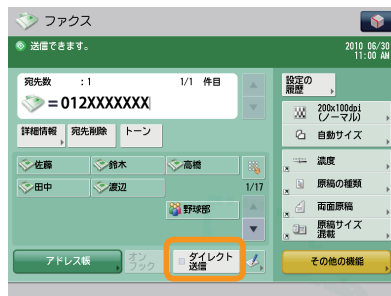 ファクス
送信できます。
2010 06/30
11:00 AM
宛先数 :1 1/1 件目
=012XXXXXXX
詳細情報 宛先削除 トーン
佐藤 鈴木 高橋
田中 渡辺 1/17
野球部
アドレス帳 オン
フック ダイレクト
送信
設定の
履歴
200x100dpi
(ノーマル)
自動サイズ
濃度
原稿の種類
両面原稿
原稿サイズ
混載
その他の機能